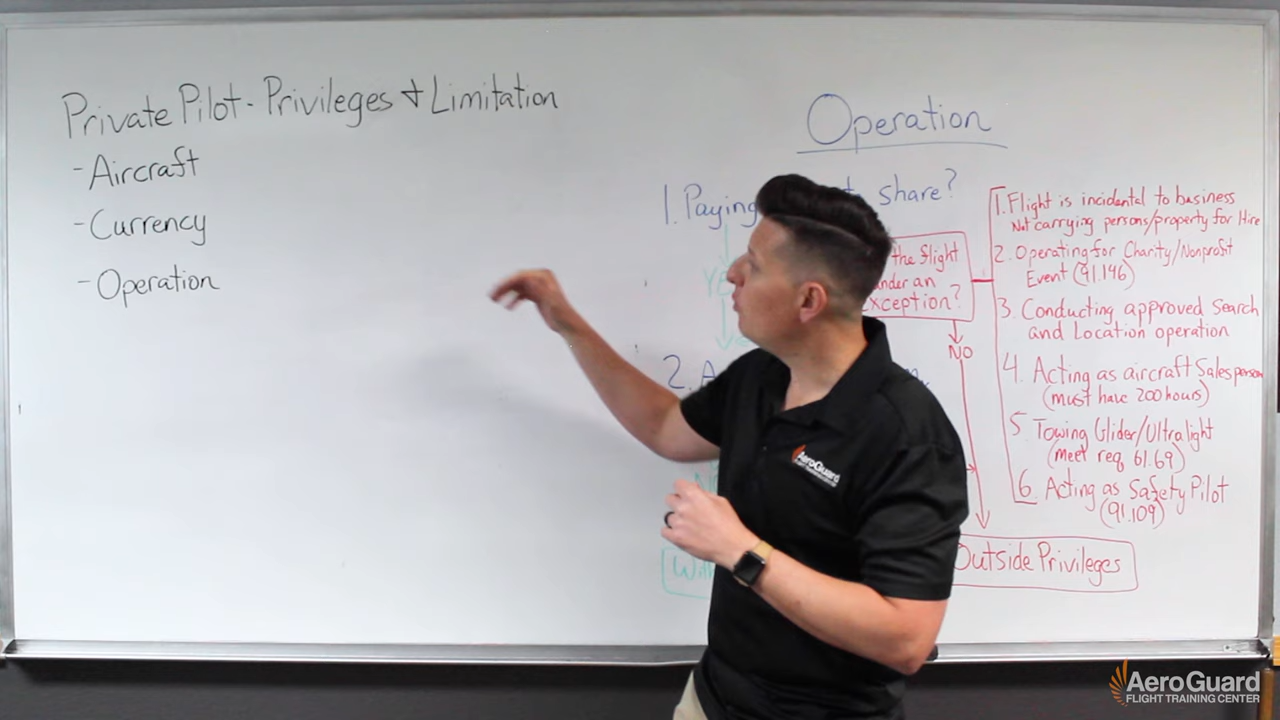 Private Pilot - Privileges & Limitation
- Aircraft
- Currency
- Operation
Operation
1. Paying share?
the flight
under an
exception?
NO
1. Flight is incidental to business
Not carrying persons/property for Hire
2. Operating for Charity/Nonprofit
Event (91.146)
3. Conducting approved Search
and Location operation
4. Acting as aircraft Salesperson
(must have 200 hours)
5. Towing Glider/Ultralight
(meet req. 61.69)
6. Acting as Safety Pilot
(91.109)
2.
Outside Privileges
AeroGuard
FLIGHT TRAINING CENTER
AeroGuard
FLIGHT TRAINING CENTER